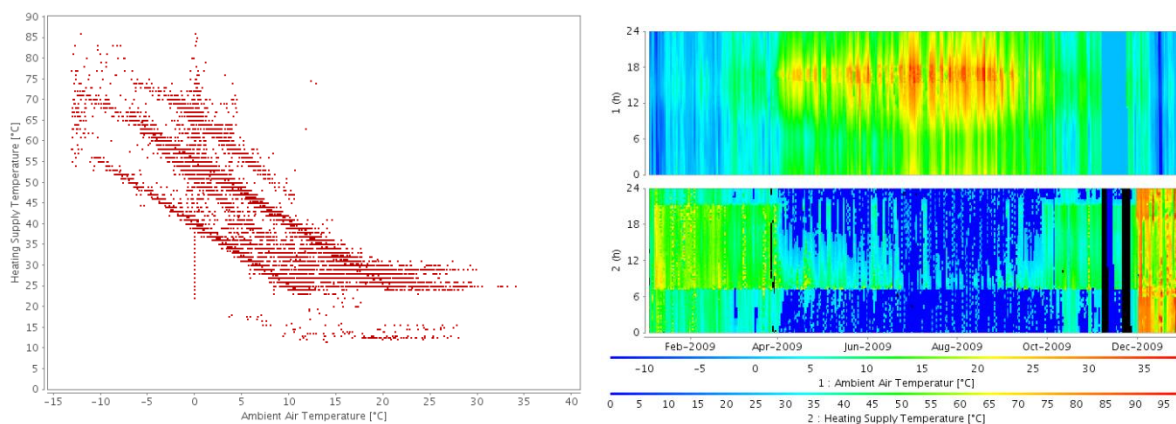 90
85
80
75
70
65
60
55
50
45
40
35
30
25
20
15
10
5
0
Heating Supply Temperature [°C]
−15 −10 −5 0 5 10 15 20 25 30 35 40
Ambient Air Temperature [°C]
24
18
12
6
0
1 (h)
24
18
12
6
0
2 (h)
Feb−2009 Apr−2009 Jun−2009 Aug−2009 Oct−2009 Dec−2009
−10 −5 0 5 10 15 20 25 30 35
1 : Ambient Air Temperatur [°C]
0 5 10 15 20 25 30 35 40 45 50 55 60 65 70 75 80 85 90 95
2 : Heating Supply Temperature [°C]